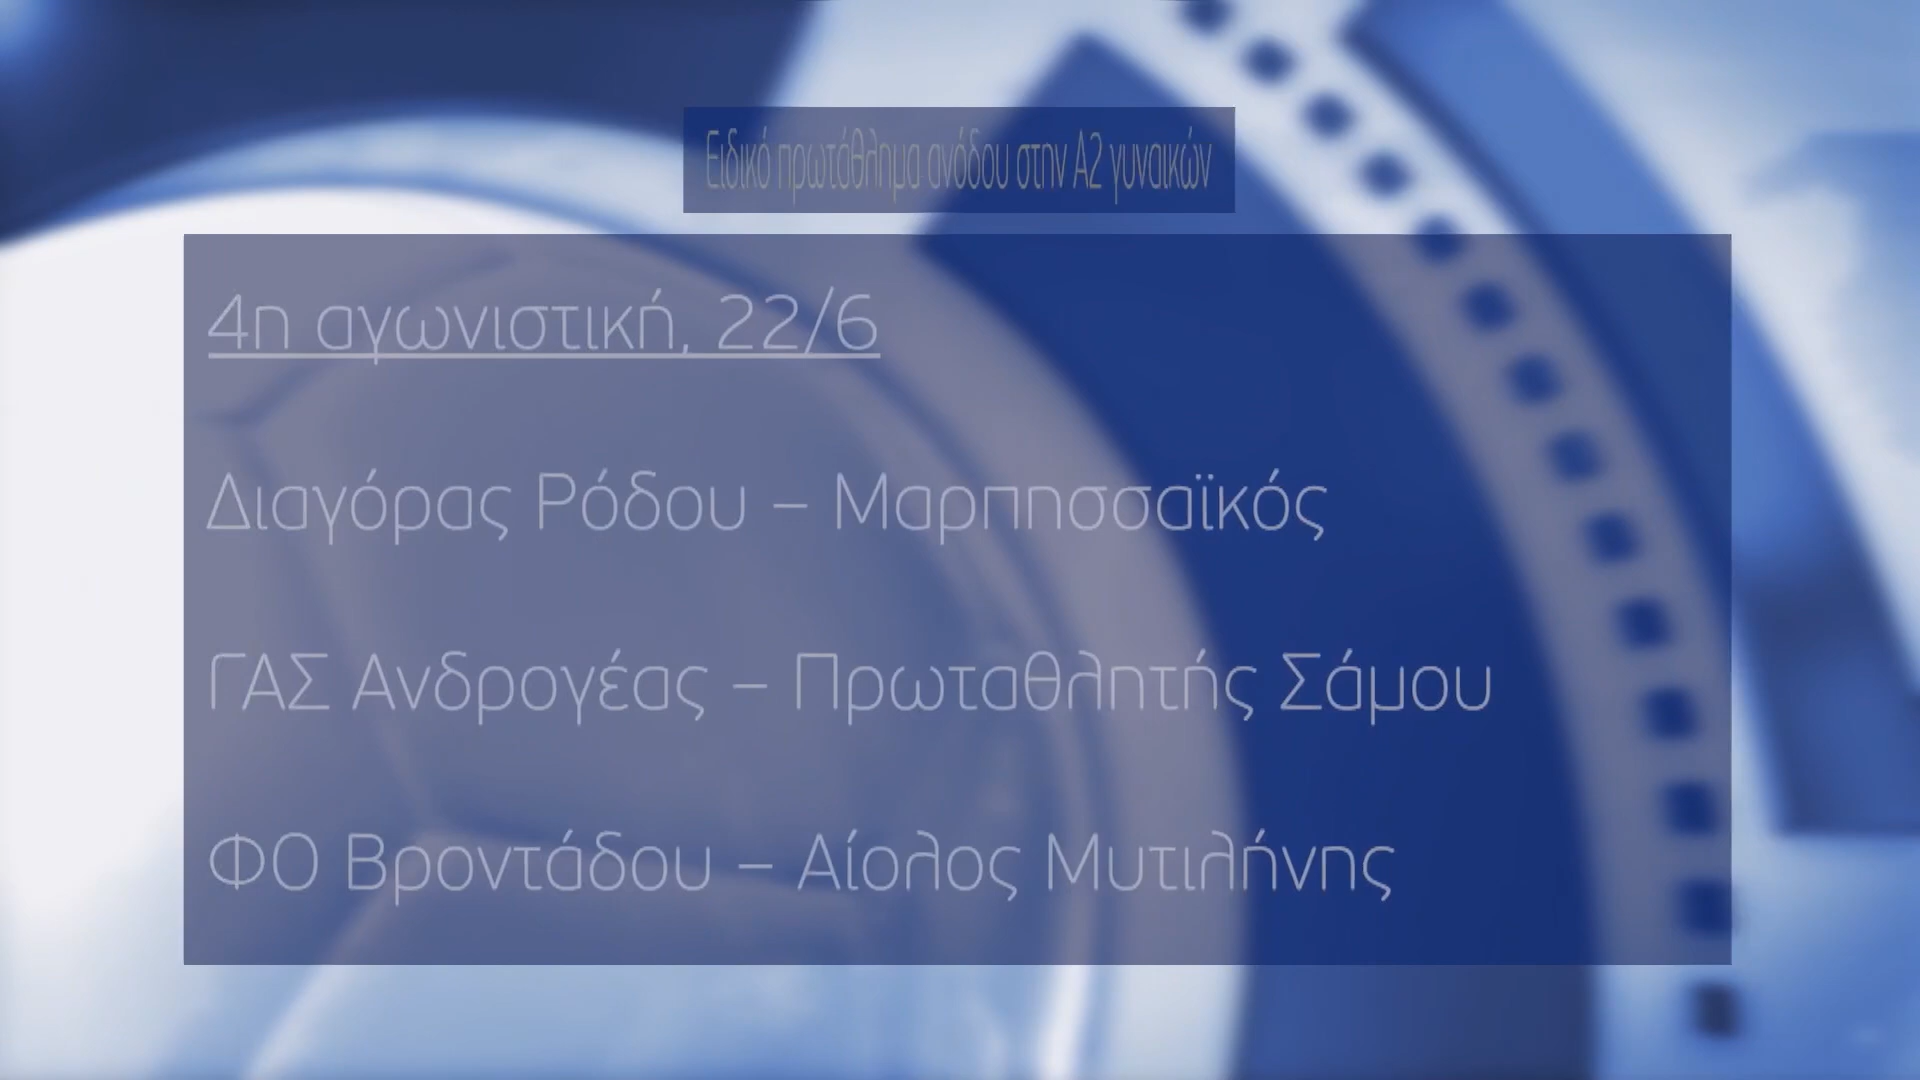 Ειδικό πρωτάθλημα ανόδου στην Α2 γυναικών
4η αγωνιστική, 22/6
Διαγόρας Ρόδου – Μαρπησσαϊκός
ΓΑΣ Ανδρογέας – Πρωταθλητής Σάμου
ΦΟ Βροντάδου – Αίολος Μυτιλήνης